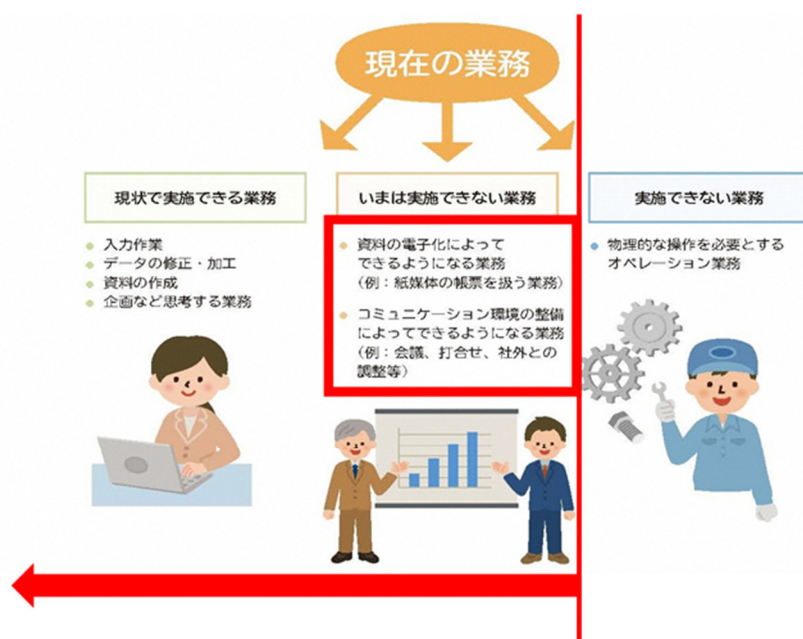 現在の業務
現状で実施できる業務
入力作業
データの修正・加工
資料の作成
企画など思考する業務
いまは実施できない業務
資料の電子化によって
できるようになる業務
（例：紙媒体の帳票を扱う業務）
コミュニケーション環境の整備
によってできるようになる業務
（例：会議、打合せ、社外との
調整等）
実施できない業務
物理的な操作を必要とする
オペレーション業務